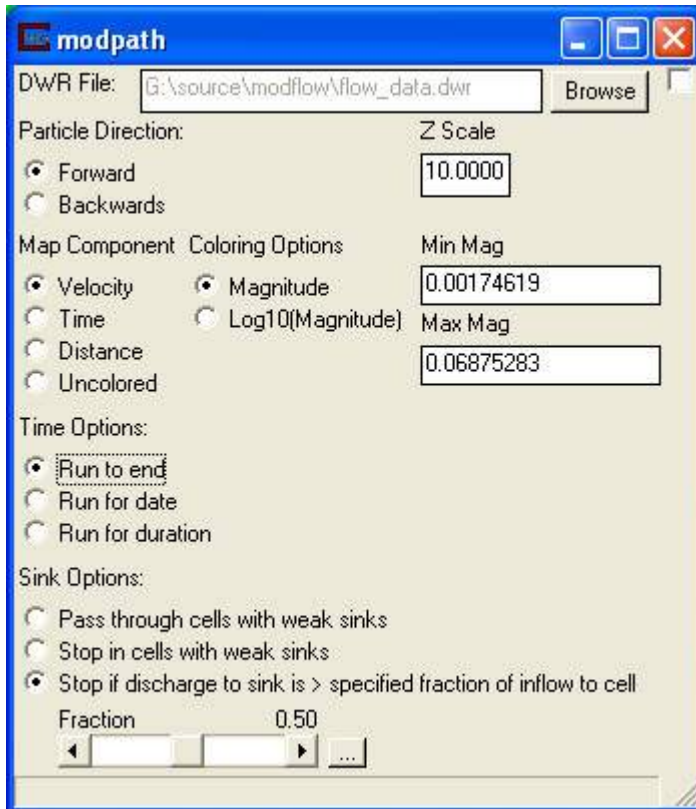 modpath
DWR File: G:\source\modflow\flow_data.dwr Browse
Particle Direction: Z Scale
Forward 10.0000
Backwards
Map Component Coloring Options Min Mag
Velocity Magnitude 0.00174619
Time Log10(Magnitude) Max Mag
Distance 0.06875283
Uncolored
Time Options:
Run to end
Run for date
Run for duration
Sink Options:
Pass through cells with weak sinks
Stop in cells with weak sinks
Stop if discharge to sink is > specified fraction of inflow to cell
Fraction 0.50
...